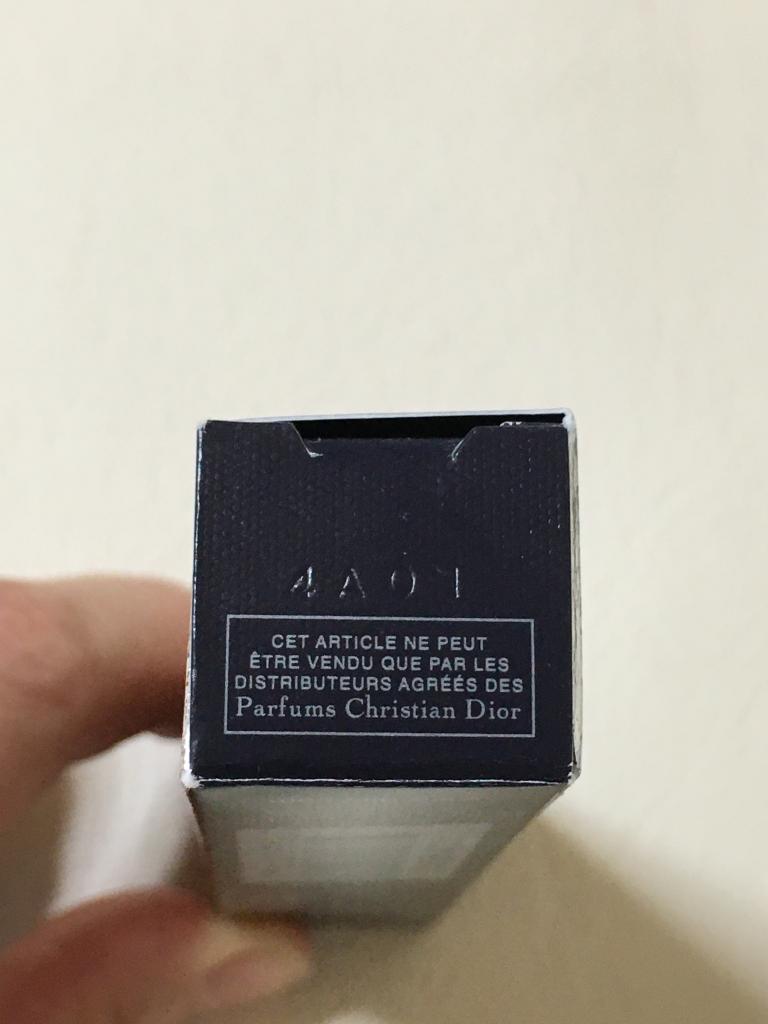 4A01
CET ARTICLE NE PEUT
ÊTRE VENDU QUE PAR LES
DISTRIBUTEURS AGRÉÉS DES
Parfums Christian Dior